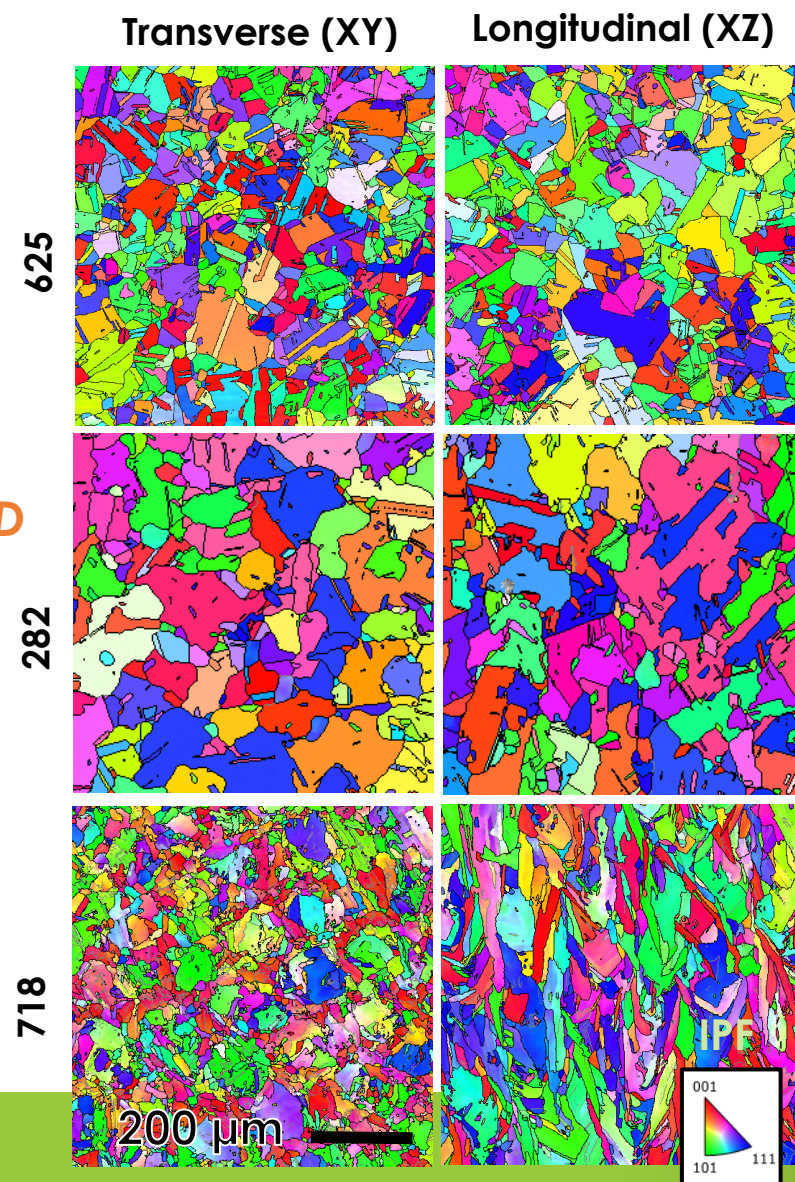 Transverse (XY)
Longitudinal (XZ)
625
D
282
718
IPF
200 µm
001
101
111